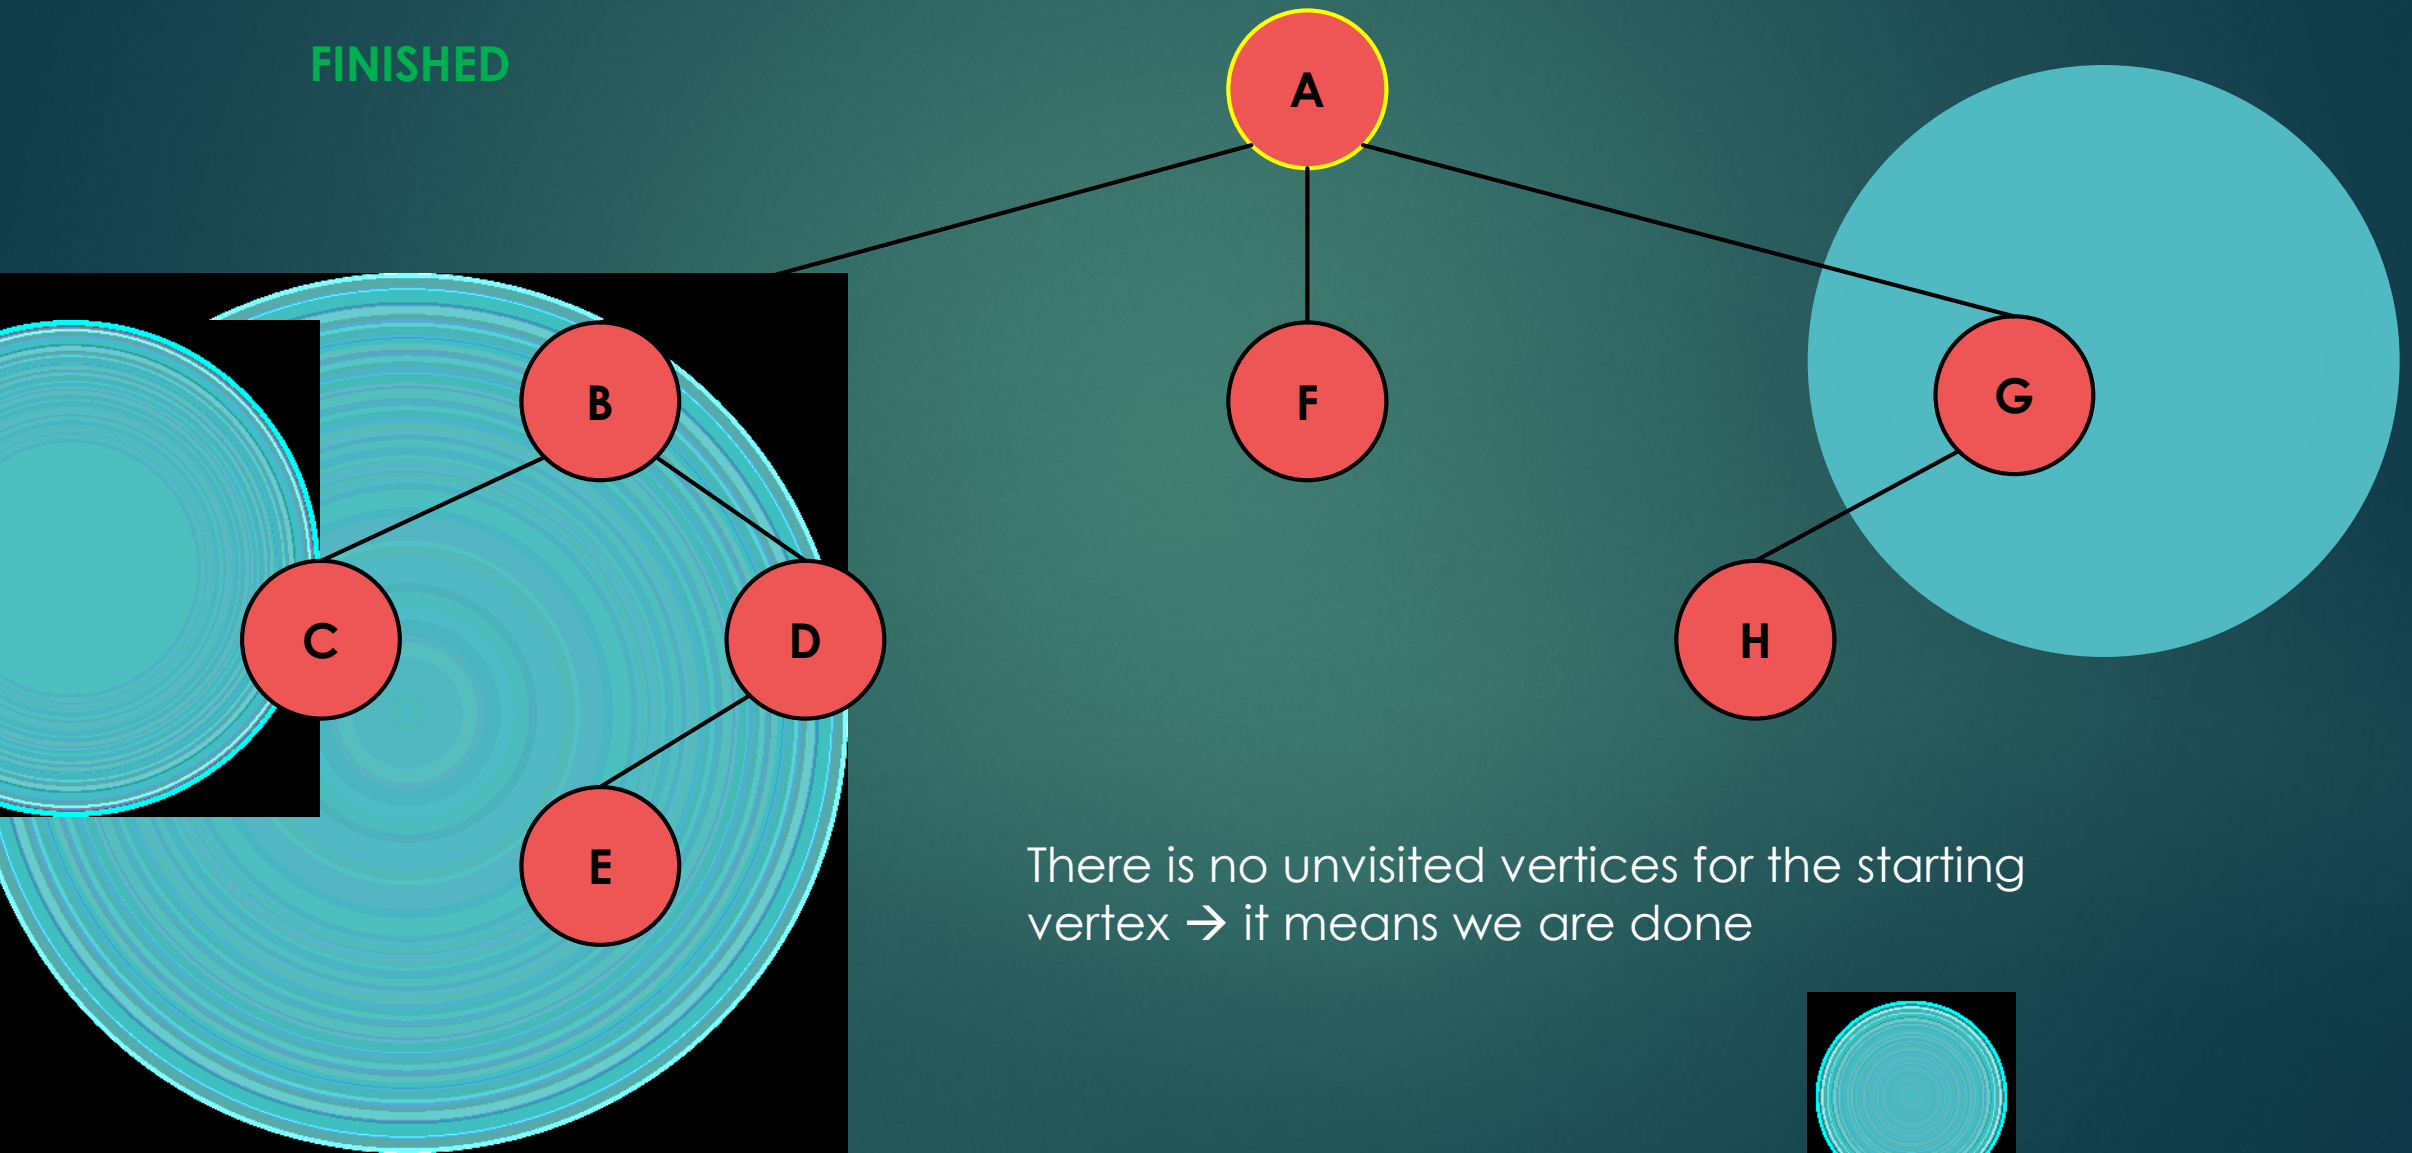 FINISHED
A
B
F
G
C
D
H
E
There is no unvisited vertices for the starting
vertex → it means we are done